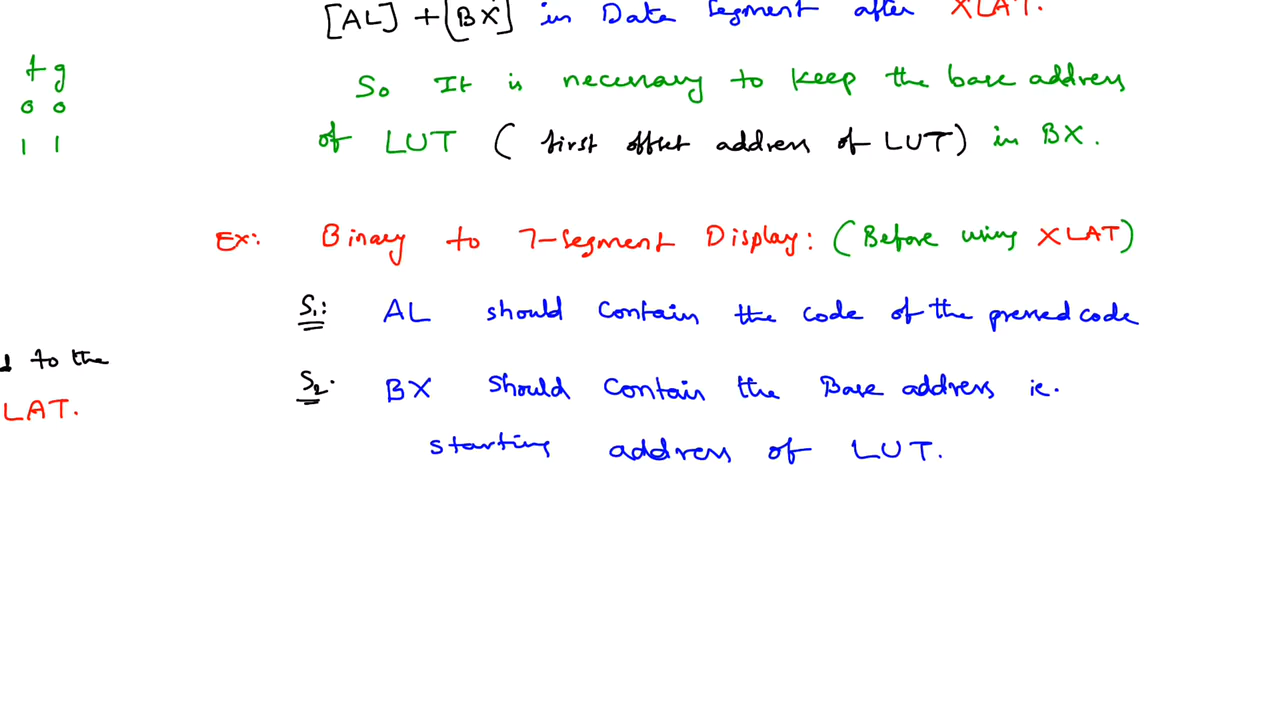 [AL] + [BX] in Data Segment after XLAT.
f g
0 0
1 1
So It is necessary to keep the base address
of LUT ( first offset address of LUT) in BX.
Ex: Binary to 7-Segment Display: (Before using XLAT)
S1: AL should contain the code of the pressed code
to the
LAT.
S2. BX should contain the Base address ie.
starting address of LUT.